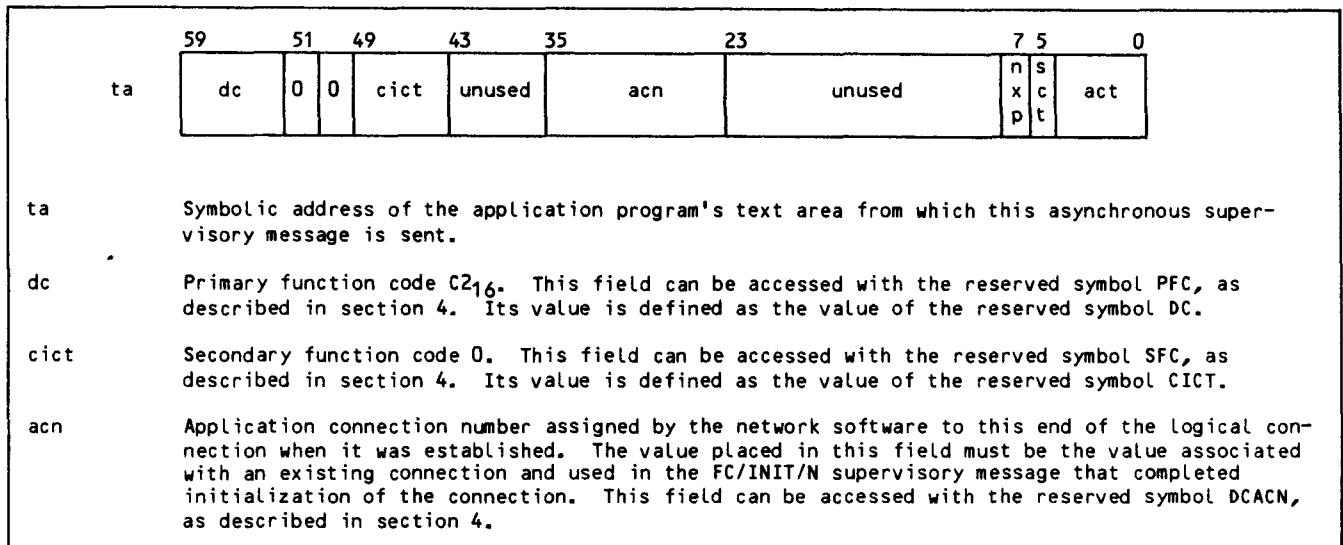 59 51 49 43 35 23 7 5 0
ta dc 0 0 cict unused acn unused nxp sct act
ta Symbolic address of the application program's text area from which this asynchronous super-
visory message is sent.
dc Primary function code C2₁₆. This field can be accessed with the reserved symbol PFC, as
described in section 4. Its value is defined as the value of the reserved symbol DC.
cict Secondary function code 0. This field can be accessed with the reserved symbol SFC, as
described in section 4. Its value is defined as the value of the reserved symbol CICT.
acn Application connection number assigned by the network software to this end of the logical con-
nection when it was established. The value placed in this field must be the value associated
with an existing connection and used in the FC/INIT/N supervisory message that completed
initialization of the connection. This field can be accessed with the reserved symbol DCACN,
as described in section 4.